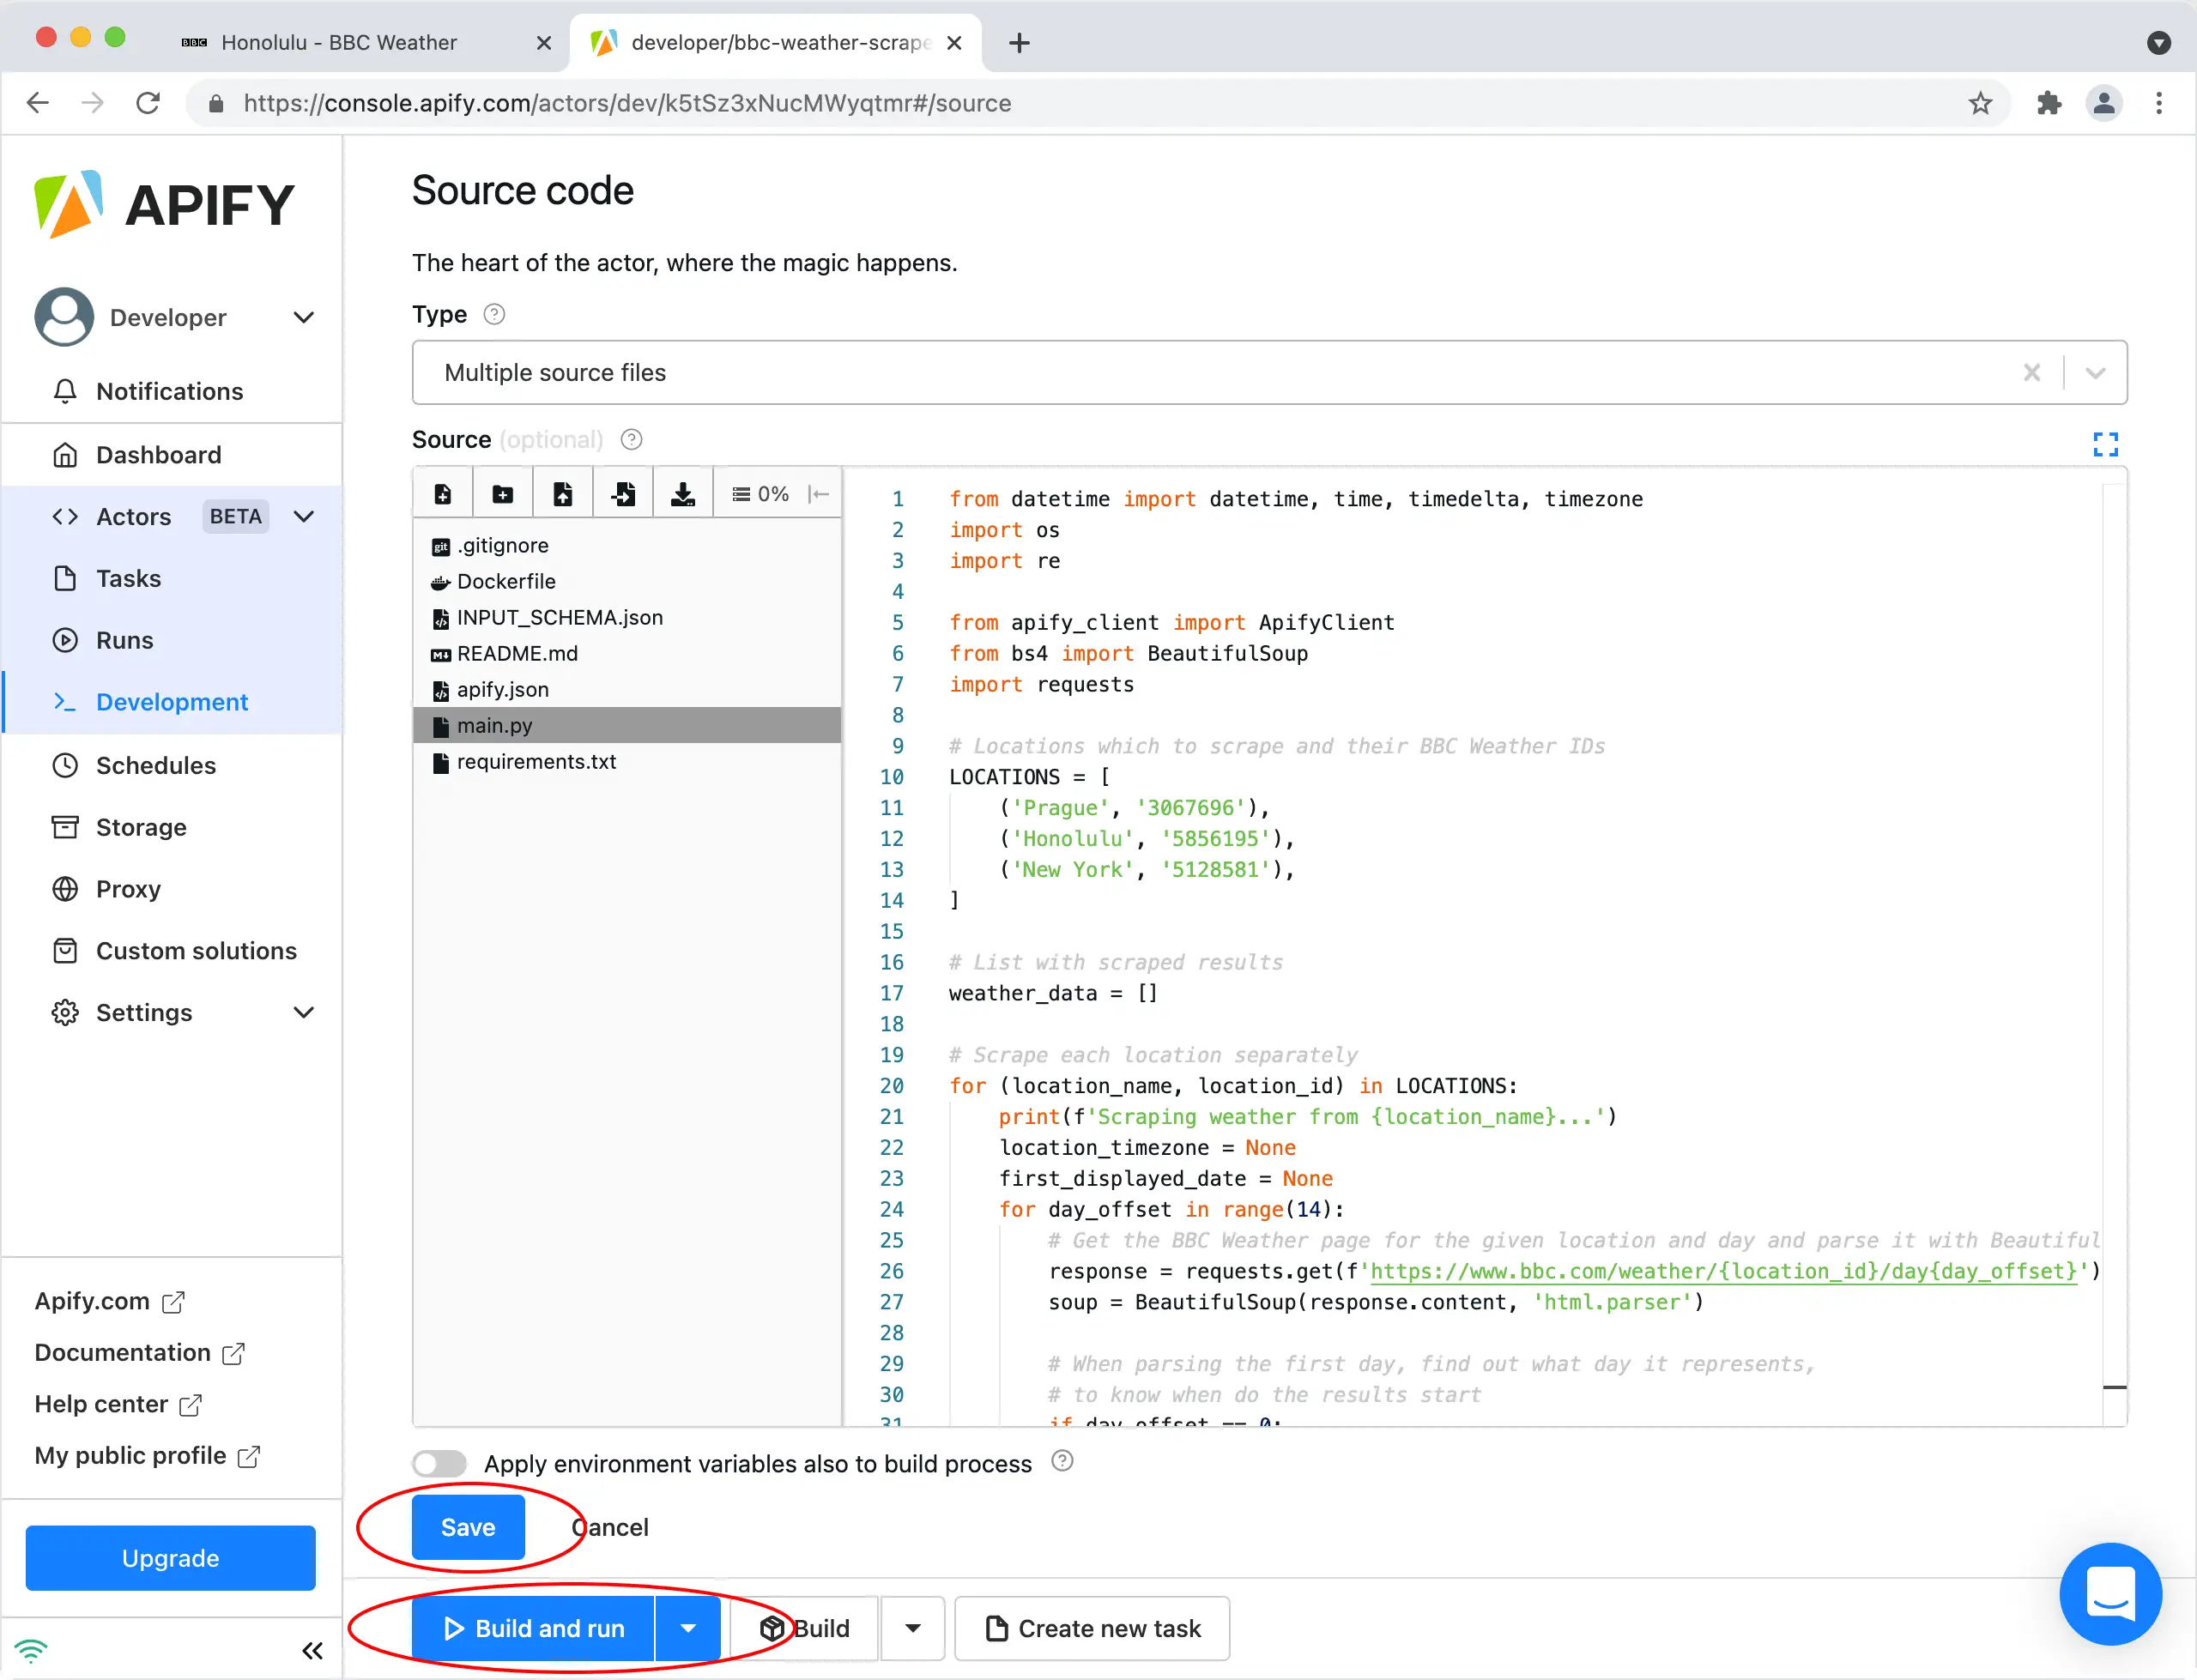 BBC Honolulu - BBC Weather
developer/bbc-weather-scrape
https://console.apify.com/actors/dev/k5tSz3xNucMWyqtmr#/source
APIFY
Developer
Notifications
Dashboard
Actors BETA
Tasks
Runs
Development
Schedules
Storage
Proxy
Custom solutions
Settings
Apify.com
Documentation
Help center
My public profile
Upgrade
Source code
The heart of the actor, where the magic happens.
Type
Multiple source files
Source (optional)
0%
.gitignore
Dockerfile
INPUT_SCHEMA.json
README.md
apify.json
main.py
requirements.txt
1 from datetime import datetime, time, timedelta, timezone
2 import os
3 import re
4
5 from apify_client import ApifyClient
6 from bs4 import BeautifulSoup
7 import requests
8
9 # Locations which to scrape and their BBC Weather IDs
10 LOCATIONS = [
11     ('Prague', '3067696'),
12     ('Honolulu', '5856195'),
13     ('New York', '5128581'),
14 ]
15
16 # List with scraped results
17 weather_data = []
18
19 # Scrape each location separately
20 for (location_name, location_id) in LOCATIONS:
21     print(f'Scraping weather from {location_name}...')
22     location_timezone = None
23     first_displayed_date = None
24     for day_offset in range(14):
25         # Get the BBC Weather page for the given location and day and parse it with Beautiful
26         response = requests.get(f'https://www.bbc.com/weather/{location_id}/day{day_offset}')
27         soup = BeautifulSoup(response.content, 'html.parser')
28
29         # When parsing the first day, find out what day it represents,
30         # to know when do the results start
31         if day_offset == 0:
Apply environment variables also to build process
Save Cancel
Build and run Build Create new task